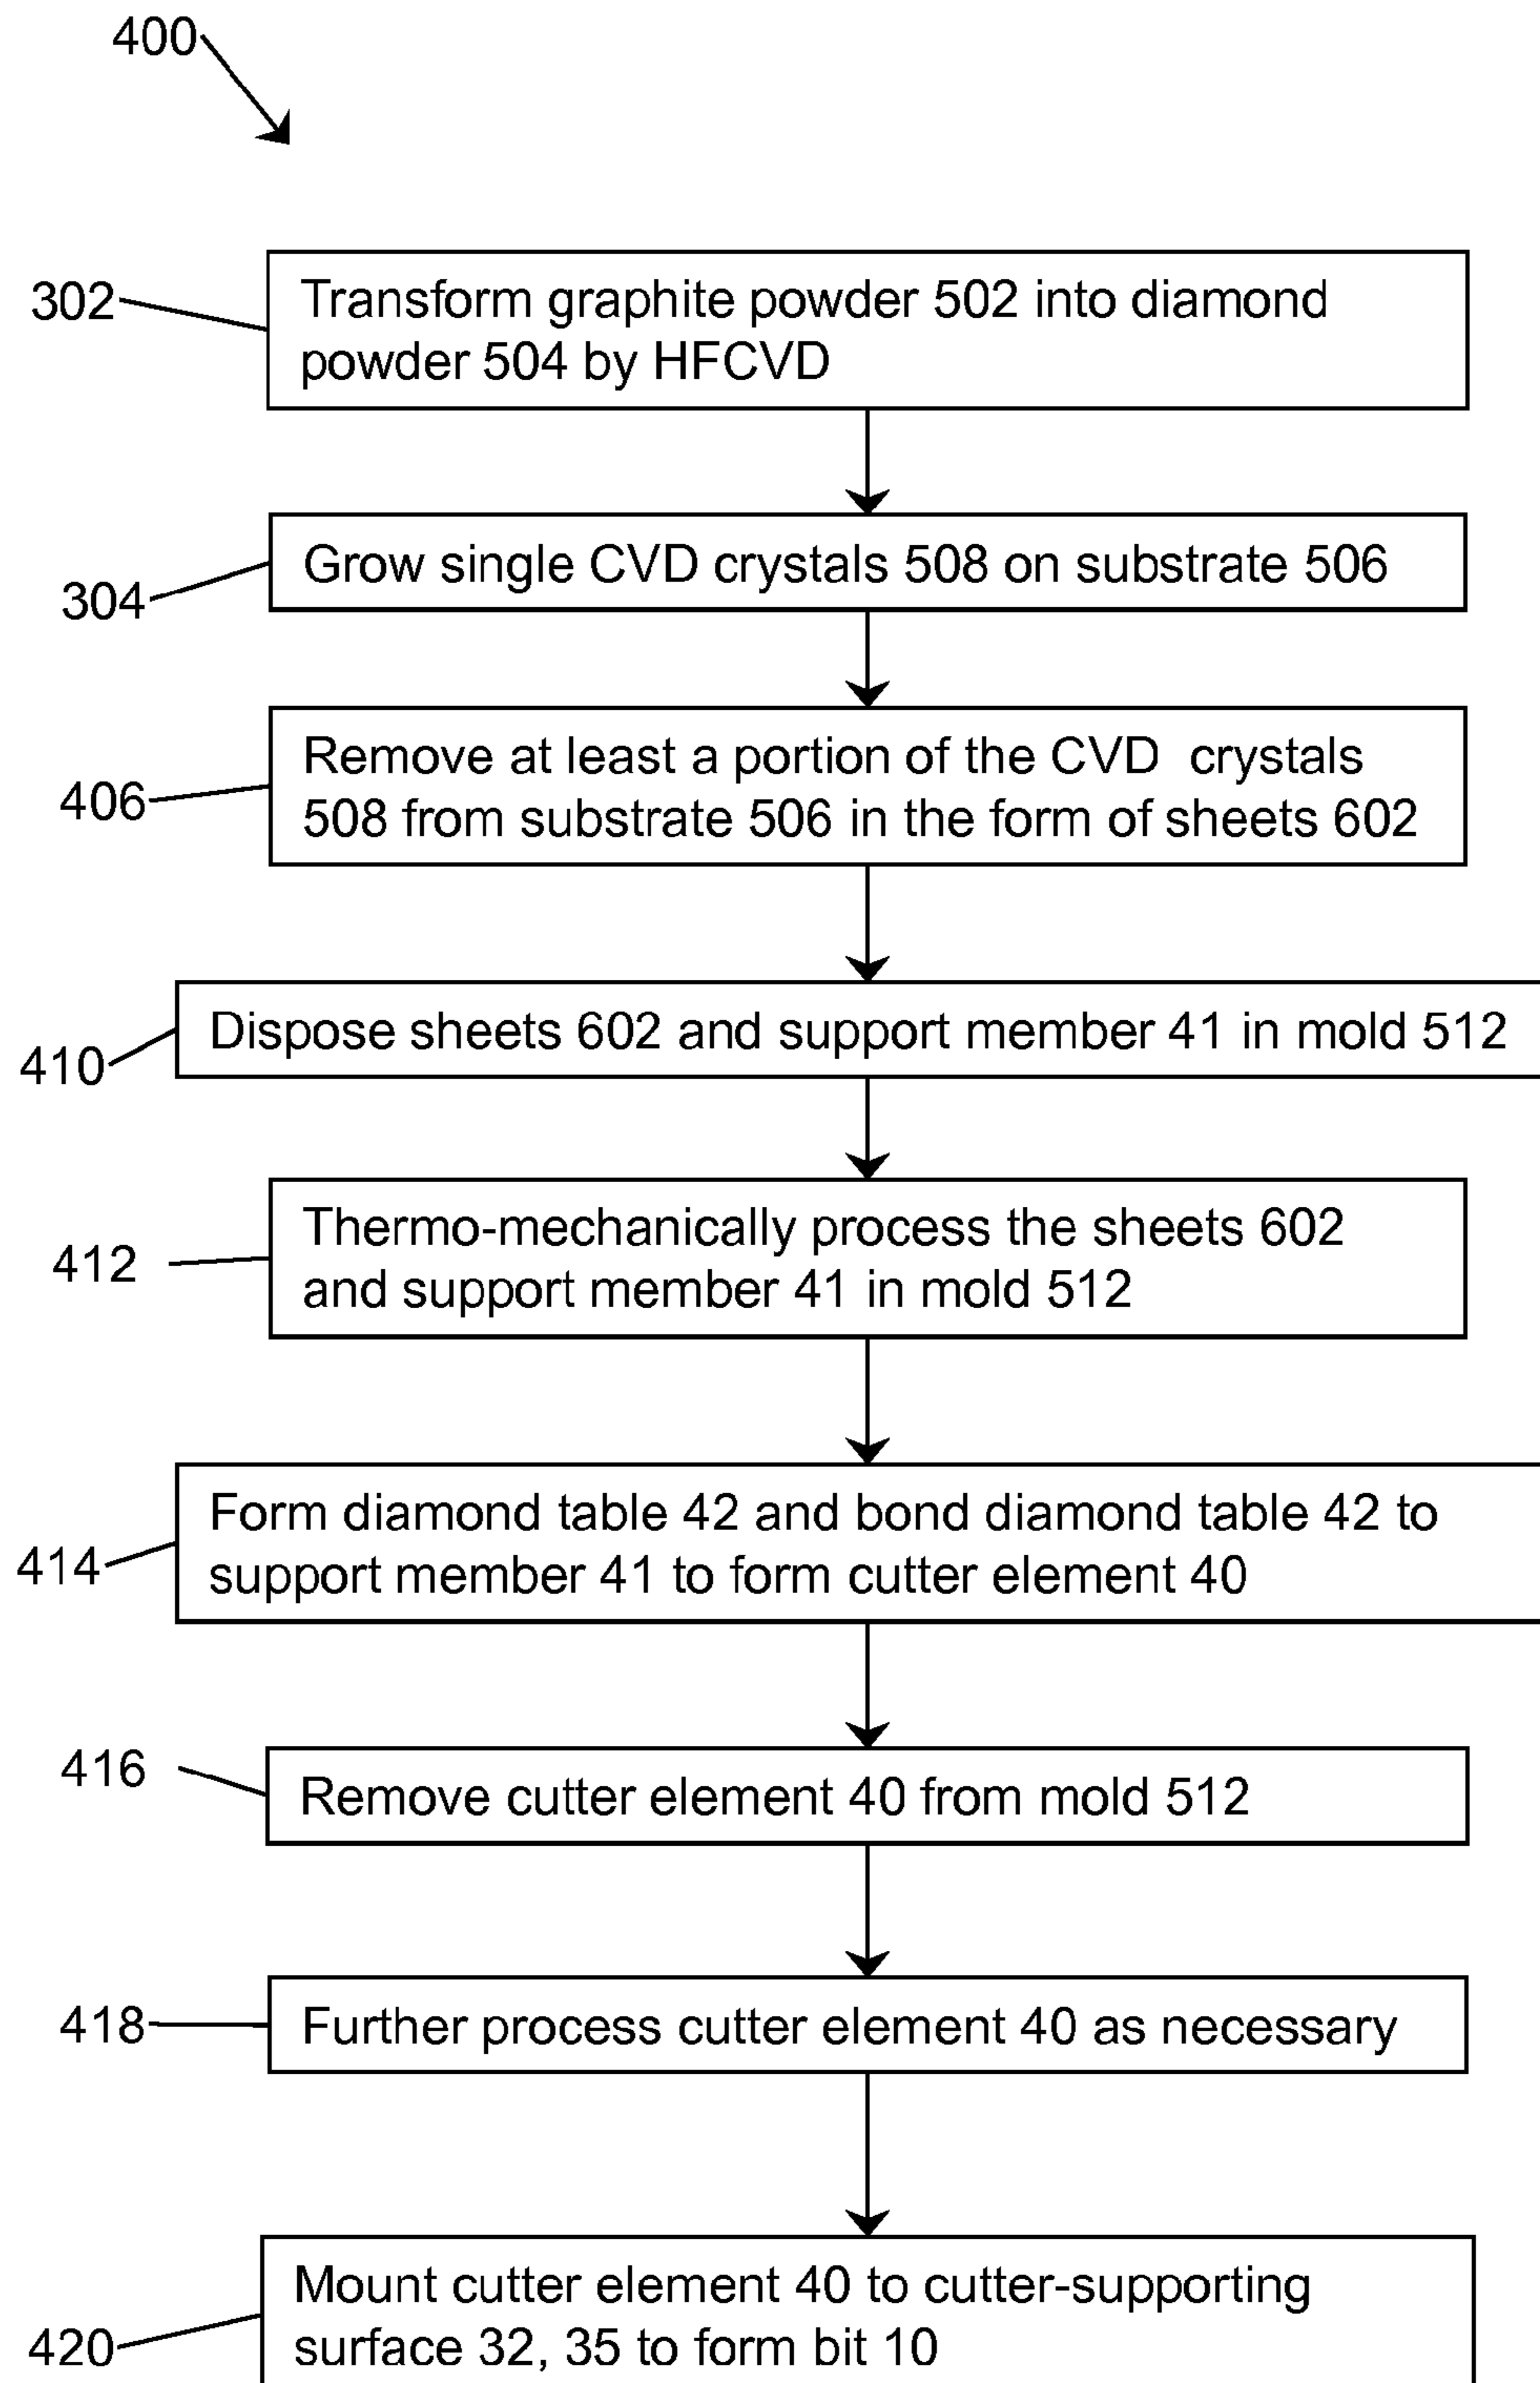 400
302
Transform graphite powder 502 into diamond
powder 504 by HFCVD
304
Grow single CVD crystals 508 on substrate 506
406
Remove at least a portion of the CVD crystals
508 from substrate 506 in the form of sheets 602
410
Dispose sheets 602 and support member 41 in mold 512
412
Thermo-mechanically process the sheets 602
and support member 41 in mold 512
414
Form diamond table 42 and bond diamond table 42 to
support member 41 to form cutter element 40
416
Remove cutter element 40 from mold 512
418
Further process cutter element 40 as necessary
420
Mount cutter element 40 to cutter-supporting
surface 32, 35 to form bit 10